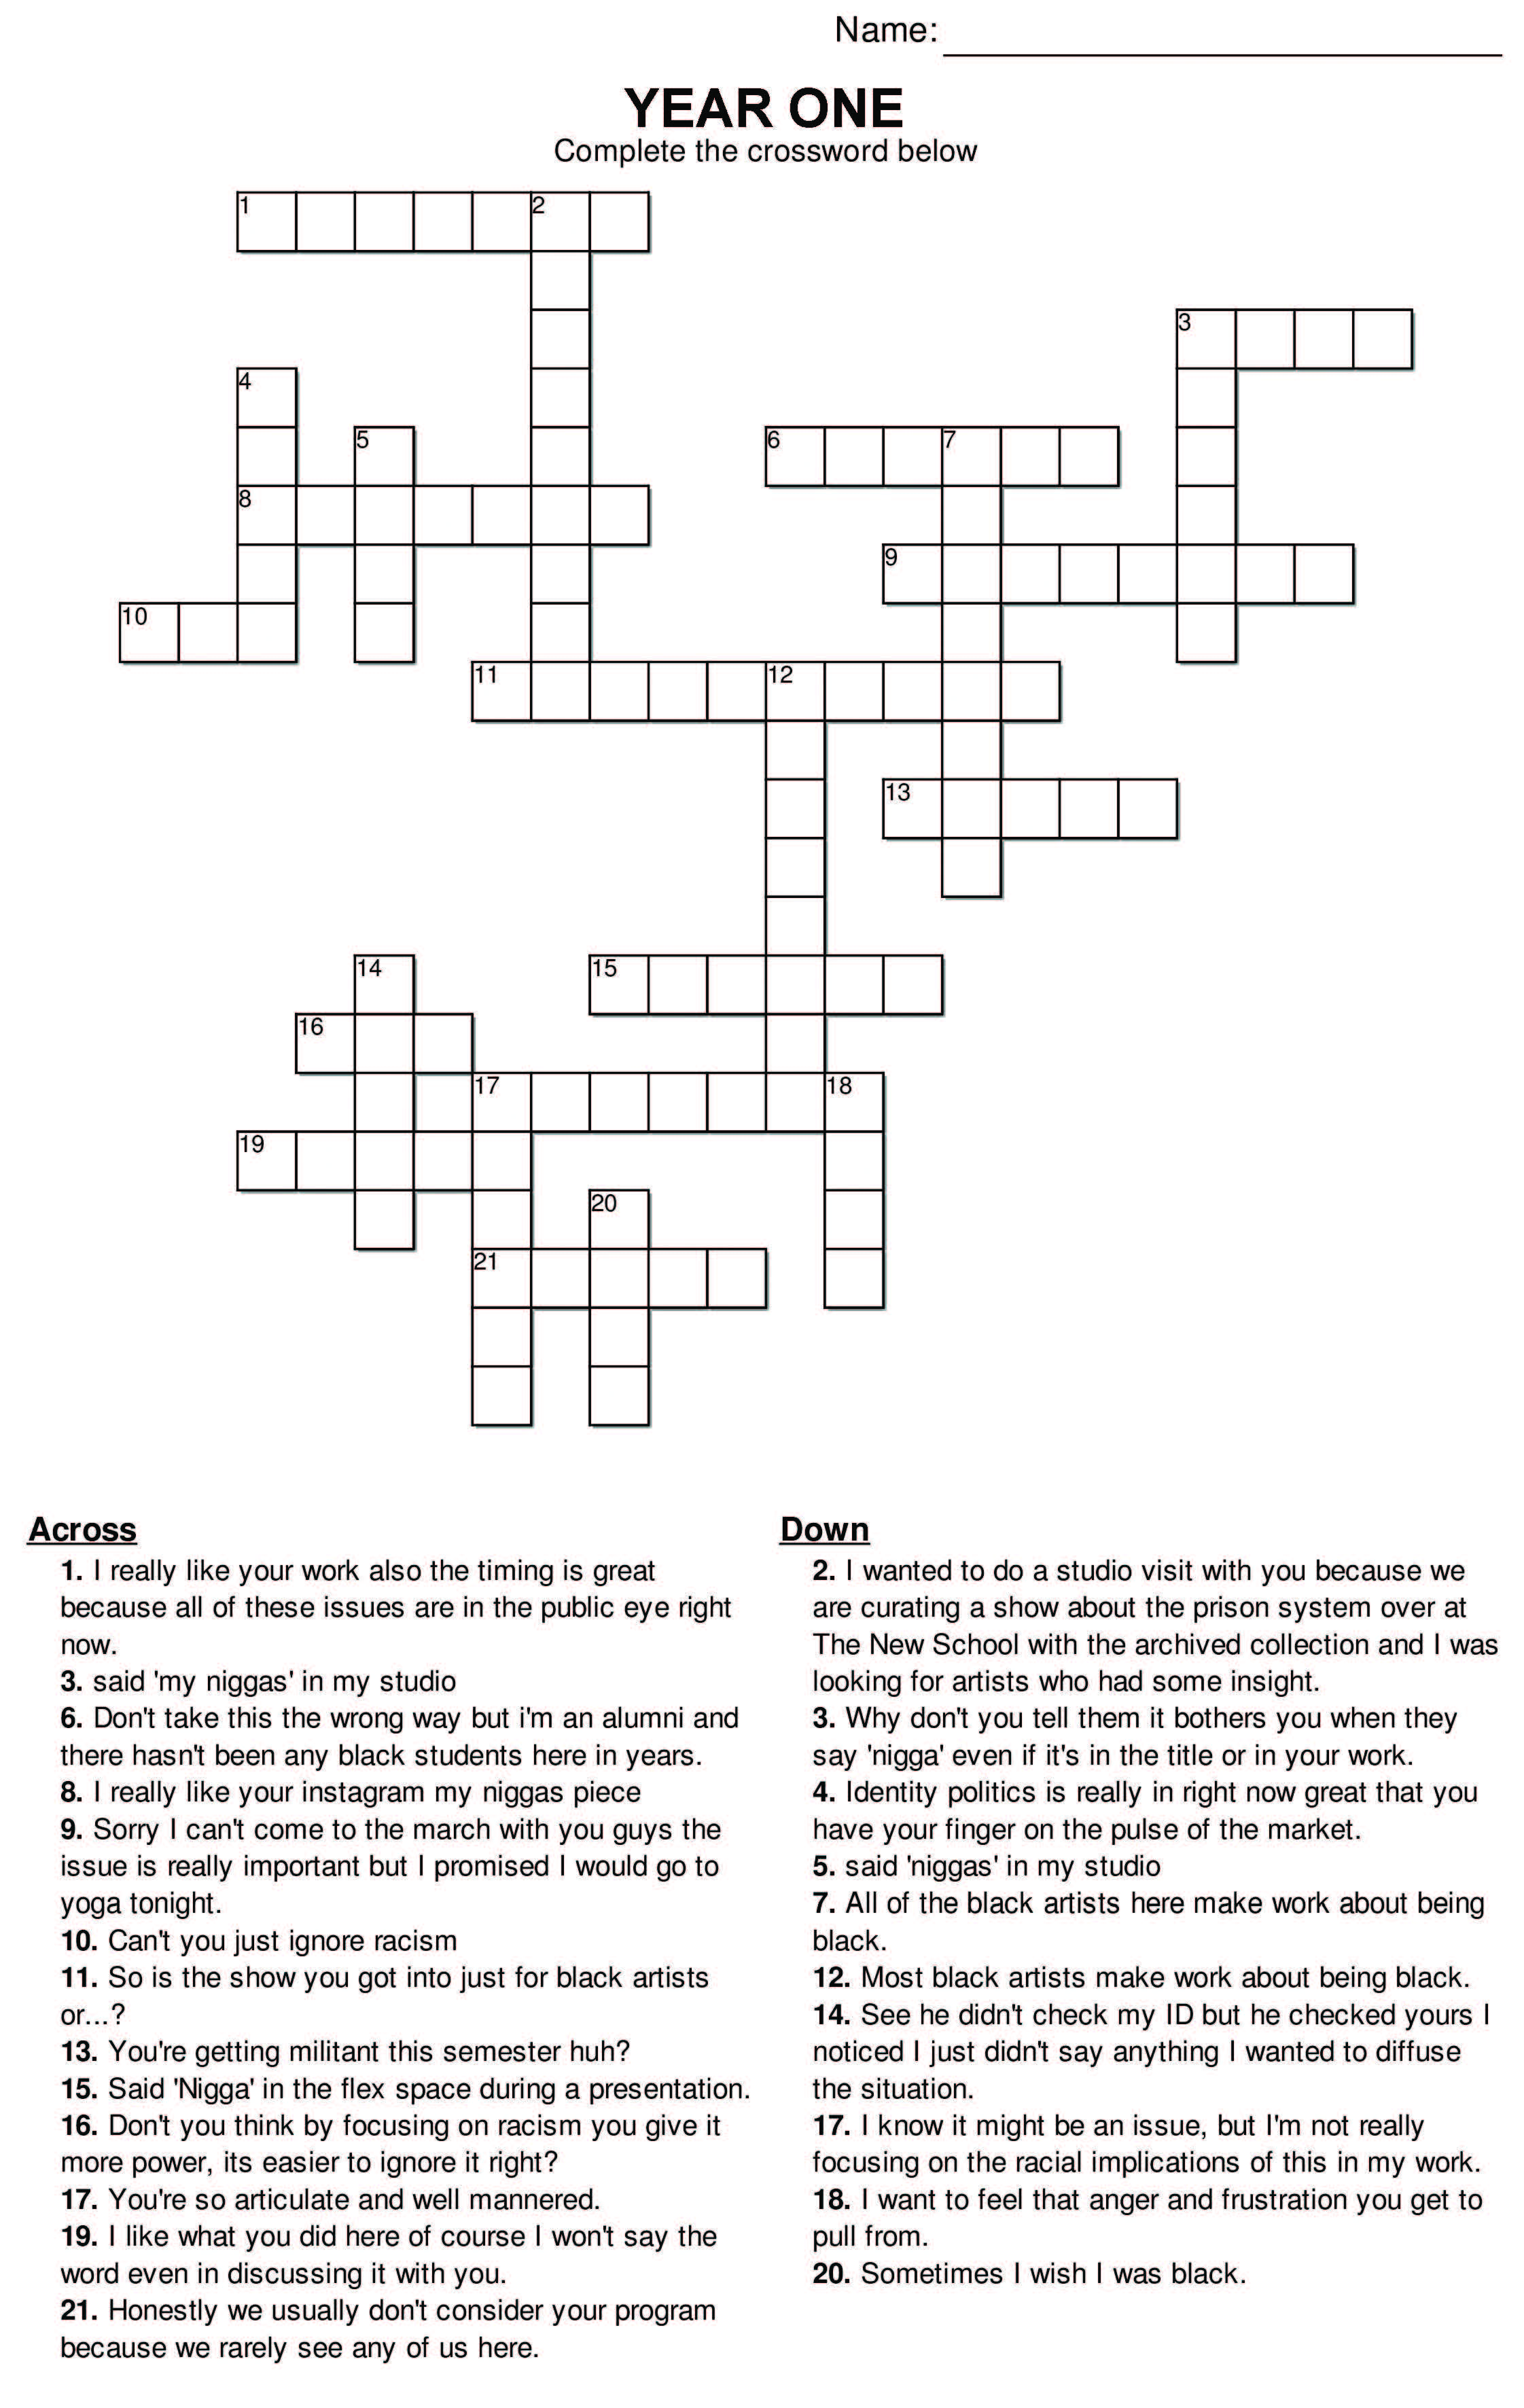 Name:
YEAR ONE
Complete the crossword below
1 2
3
4
5 6 7
8
9
10
11 12
13
14 15
16
17 18
19
20
21
Across
1. I really like your work also the timing is great
because all of these issues are in the public eye right
now.
3. said 'my niggas' in my studio
6. Don't take this the wrong way but i'm an alumni and
there hasn't been any black students here in years.
8. I really like your instagram my niggas piece
9. Sorry I can't come to the march with you guys the
issue is really important but I promised I would go to
yoga tonight.
10. Can't you just ignore racism
11. So is the show you got into just for black artists
or...?
13. You're getting militant this semester huh?
15. Said 'Nigga' in the flex space during a presentation.
16. Don't you think by focusing on racism you give it
more power, its easier to ignore it right?
17. You're so articulate and well mannered.
19. I like what you did here of course I won't say the
word even in discussing it with you.
21. Honestly we usually don't consider your program
because we rarely see any of us here.
Down
2. I wanted to do a studio visit with you because we
are curating a show about the prison system over at
The New School with the archived collection and I was
looking for artists who had some insight.
3. Why don't you tell them it bothers you when they
say 'nigga' even if it's in the title or in your work.
4. Identity politics is really in right now great that you
have your finger on the pulse of the market.
5. said 'niggas' in my studio
7. All of the black artists here make work about being
black.
12. Most black artists make work about being black.
14. See he didn't check my ID but he checked yours I
noticed I just didn't say anything I wanted to diffuse
the situation.
17. I know it might be an issue, but I'm not really
focusing on the racial implications of this in my work.
18. I want to feel that anger and frustration you get to
pull from.
20. Sometimes I wish I was black.